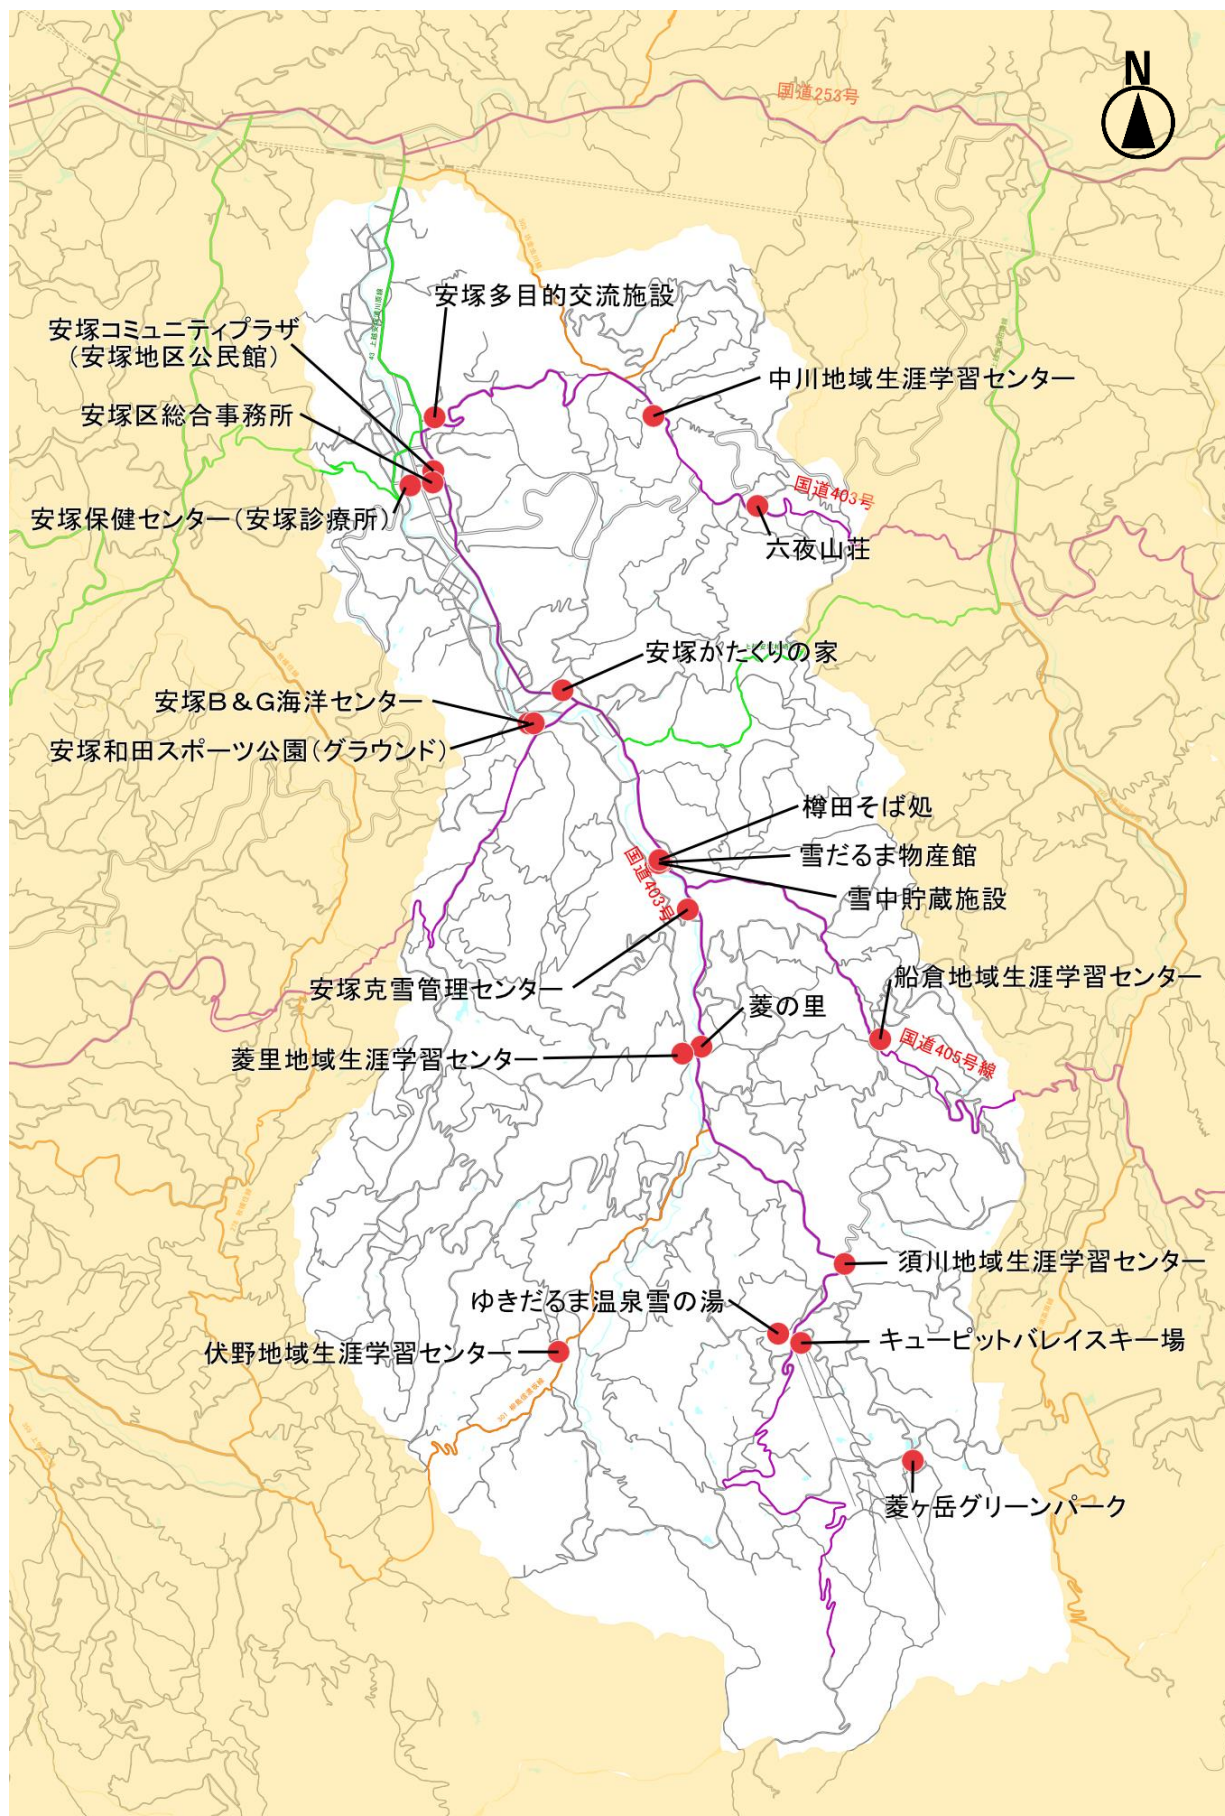 N
国道253号
安塚多目的交流施設
安塚コミュニティプラザ
(安塚地区公民館)
中川地域生涯学習センター
安塚区総合事務所
国道403号
安塚保健センター(安塚診療所)
六夜山荘
安塚かたくりの家
安塚B&G海洋センター
安塚和田スポーツ公園(グラウンド)
樽田そば処
雪だるま物産館
国道403号
雪中貯蔵施設
船倉地域生涯学習センター
安塚克雪管理センター
菱の里
国道405号線
菱里地域生涯学習センター
須川地域生涯学習センター
ゆきだるま温泉雪の湯
キューピットバレイスキー場
伏野地域生涯学習センター
菱ヶ岳グリーンパーク